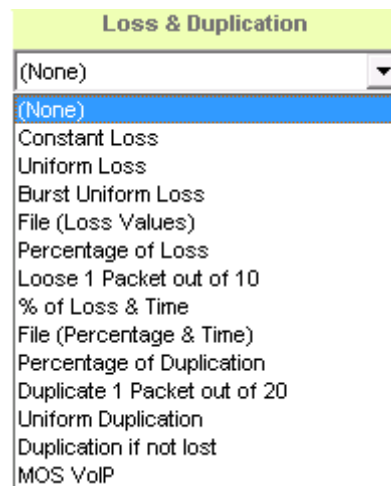 Loss & Duplication
(None)
(None)
Constant Loss
Uniform Loss
Burst Uniform Loss
File (Loss Values)
Percentage of Loss
Loose 1 Packet out of 10
% of Loss & Time
File (Percentage & Time)
Percentage of Duplication
Duplicate 1 Packet out of 20
Uniform Duplication
Duplication if not lost
MOS VoIP